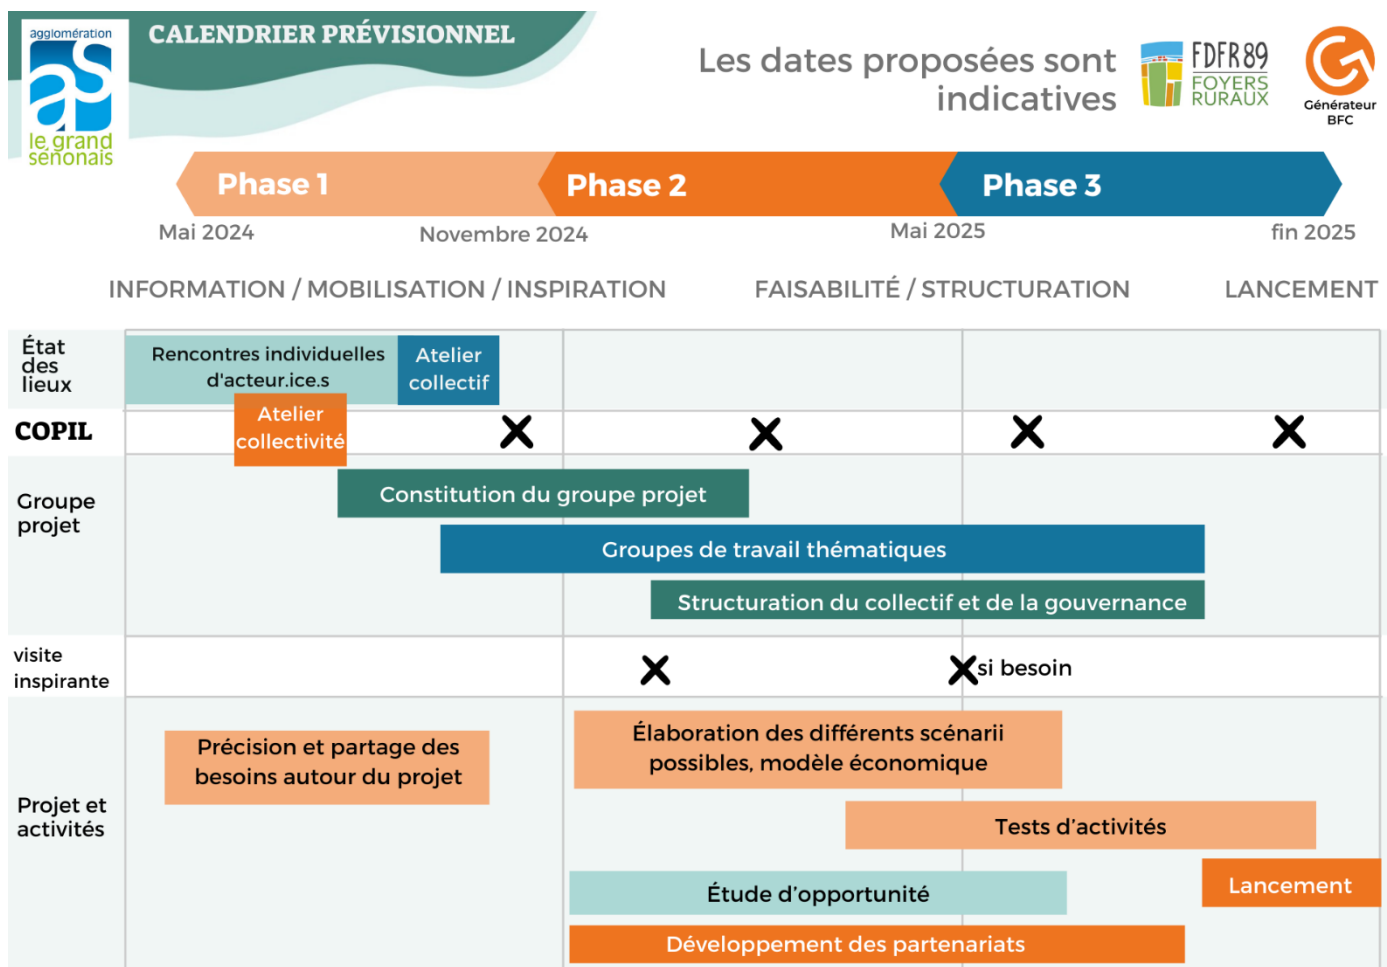 agglomération
le grand
sénonais
CALENDRIER PRÉVISIONNEL
Les dates proposées sont
indicatives
FDFR89
FOYERS
RURAUX
Générateur
BFC
Phase 1
Phase 2
Phase 3
Mai 2024
Novembre 2024
Mai 2025
fin 2025
INFORMATION / MOBILISATION / INSPIRATION
FAISABILITÉ / STRUCTURATION
LANCEMENT
État
des
lieux
Rencontres individuelles
d'acteur.ice.s
Atelier
collectif
COPIL
Atelier
collectivité
Groupe
projet
Constitution du groupe projet
Groupes de travail thématiques
Structuration du collectif et de la gouvernance
visite
inspirante
si besoin
Projet et
activités
Précision et partage des
besoins autour du projet
Élaboration des différents scénarii
possibles, modèle économique
Tests d'activités
Étude d'opportunité
Lancement
Développement des partenariats